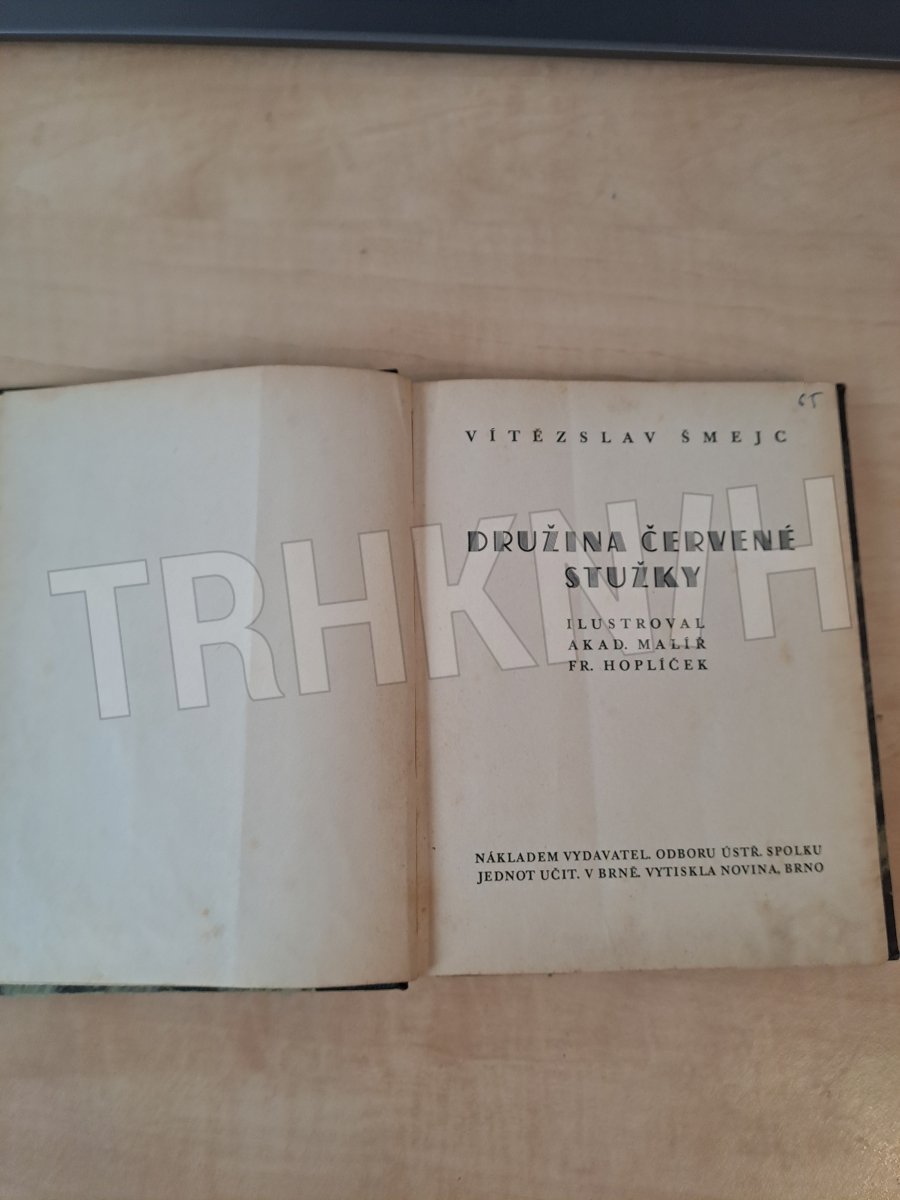 65
VÍTĚZSLAV ŠMEJC
DRUŽINA ČERVENÉ
STUŽKY
ILUSTROVAL
AKAD. MALÍŘ
FR. HOPLÍČEK
NÁKLADEM VYDAVATEL. ODBORU ÚSTŘ. SPOLKU
JEDNOT UČIT. V BRNĚ. VYTISKLA NOVINA, BRNO
TRHKNIH